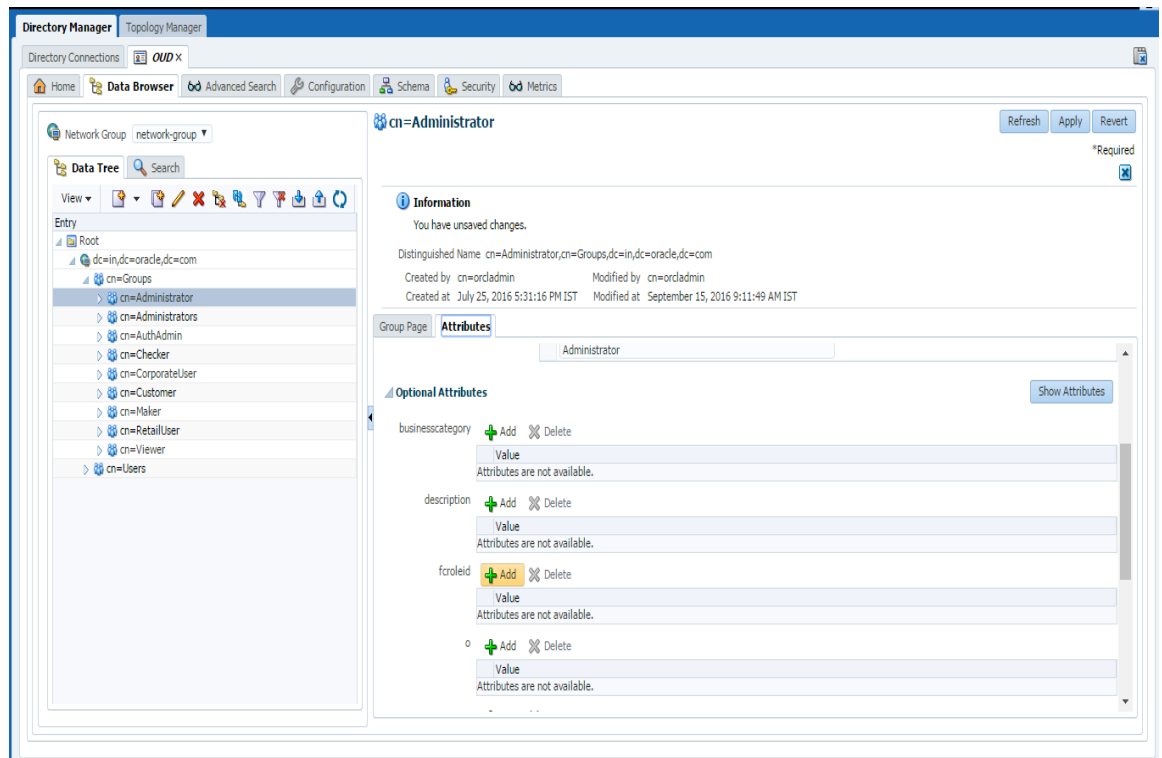 Directory Manager Topology Manager
Directory Connections OUD ×
Home Data Browser Advanced Search Configuration Schema Security Metrics
Network Group network-group
Data Tree Search
View
Entry
Root
dc=in,dc=oracle,dc=com
cn=Groups
cn=Administrator
cn=Administrators
cn=AuthAdmin
cn=Checker
cn=CorporateUser
cn=Customer
cn=Maker
cn=RetailUser
cn=Viewer
cn=Users
cn=Administrator
Refresh Apply Revert
*Required
Information
You have unsaved changes.
Distinguished Name cn=Administrator,cn=Groups,dc=in,dc=oracle,dc=com
Created by cn=orcladmin Modified by cn=orcladmin
Created at July 25, 2016 5:31:16 PM IST Modified at September 15, 2016 9:11:49 AM IST
Group Page Attributes
Administrator
Optional Attributes Show Attributes
businesscategory Add Delete
Value
Attributes are not available.
description Add Delete
Value
Attributes are not available.
fcroleid Add Delete
Value
Attributes are not available.
o Add Delete
Value
Attributes are not available.